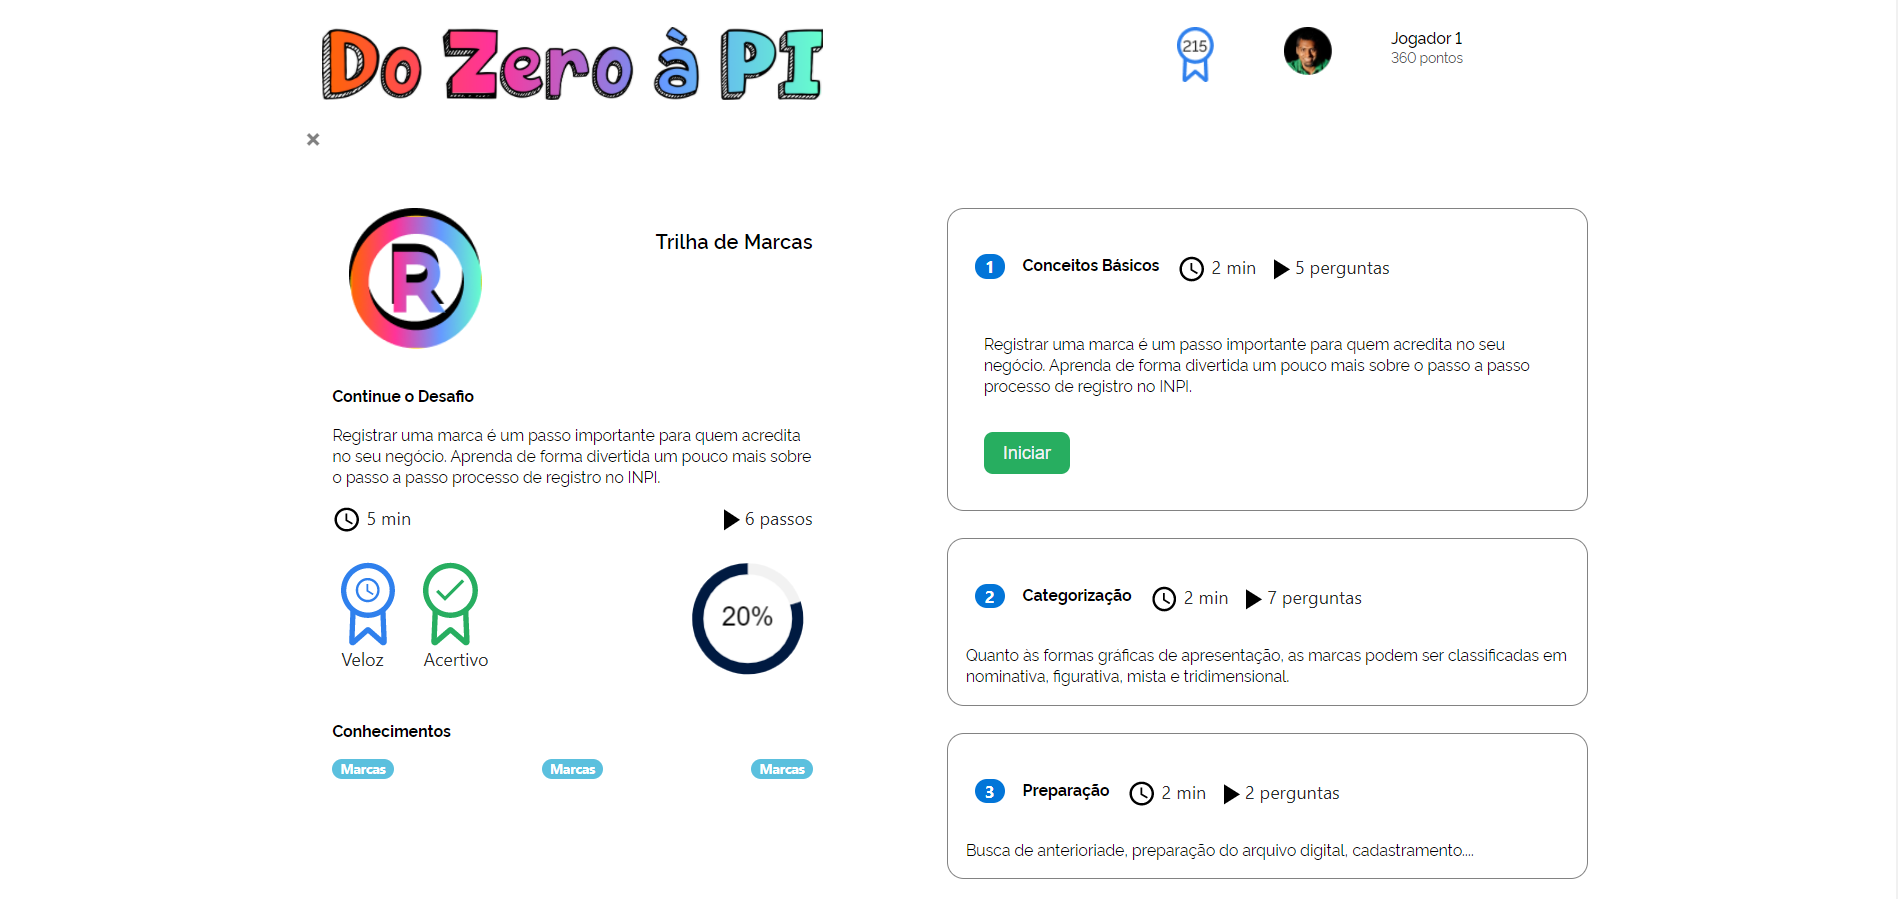 Do Zero à PI
215
Jogador 1
360 pontos
×
R
Trilha de Marcas
Continue o Desafio
Registrar uma marca é um passo importante para quem acredita
no seu negócio. Aprenda de forma divertida um pouco mais sobre
o passo a passo processo de registro no INPI.
5 min
6 passos
Veloz
Acertivo
20%
Conhecimentos
Marcas
Marcas
Marcas
1 Conceitos Básicos 2 min 5 perguntas
Registrar uma marca é um passo importante para quem acredita no seu
negócio. Aprenda de forma divertida um pouco mais sobre o passo a passo
processo de registro no INPI.
Iniciar
2 Categorização 2 min 7 perguntas
Quanto às formas gráficas de apresentação, as marcas podem ser classificadas em
nominativa, figurativa, mista e tridimensional.
3 Preparação 2 min 2 perguntas
Busca de anterioriade, preparação do arquivo digital, cadastramento....